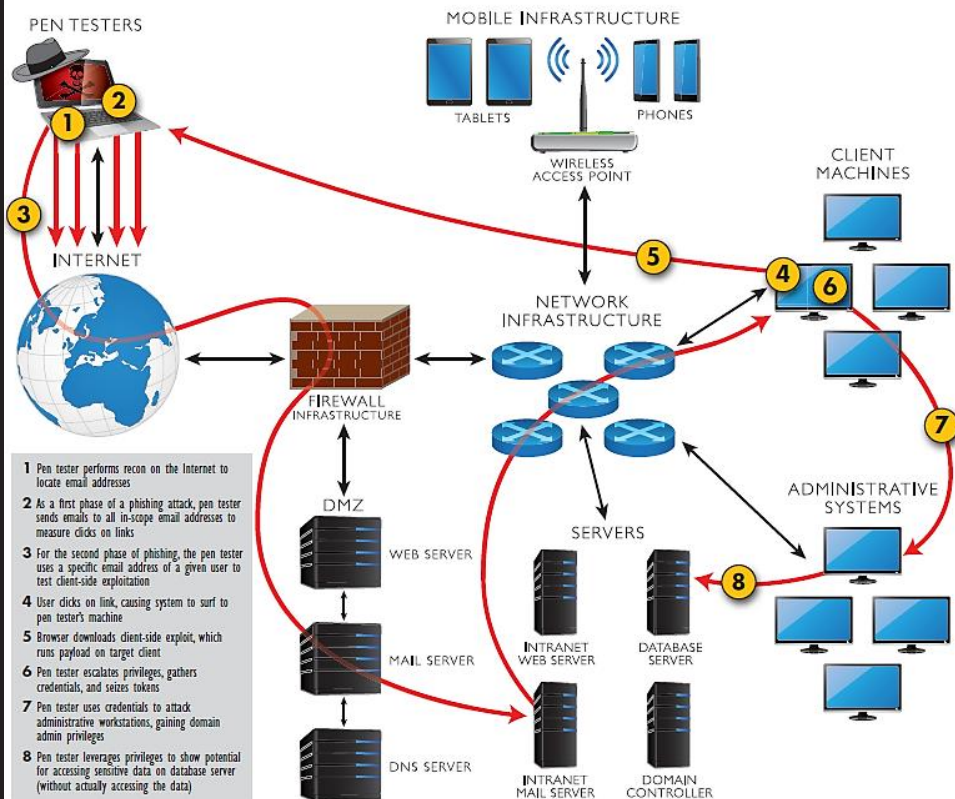 PEN TESTERS
1
2
3
INTERNET
MOBILE INFRASTRUCTURE
TABLETS
PHONES
WIRELESS
ACCESS POINT
CLIENT
MACHINES
5
4
6
NETWORK
INFRASTRUCTURE
FIREWALL
INFRASTRUCTURE
7
DMZ
WEB SERVER
MAIL SERVER
DNS SERVER
SERVERS
INTRANET
WEB SERVER
DATABASE
SERVER
INTRANET
MAIL SERVER
DOMAIN
CONTROLLER
8
ADMINISTRATIVE
SYSTEMS
1 Pen tester performs recon on the Internet to
locate email addresses
2 As a first phase of a phishing attack, pen tester
sends emails to all in-scope email addresses to
measure clicks on links
3 For the second phase of phishing, the pen tester
uses a specific email address of a given user to
test client-side exploitation
4 User clicks on link, causing system to surf to
pen tester's machine
5 Browser downloads client-side exploit, which
runs payload on target client
6 Pen tester escalates privileges, gathers
credentials, and seizes tokens
7 Pen tester uses credentials to attack
administrative workstations, gaining domain
admin privileges
8 Pen tester leverages privileges to show potential
for accessing sensitive data on database server
(without actually accessing the data)